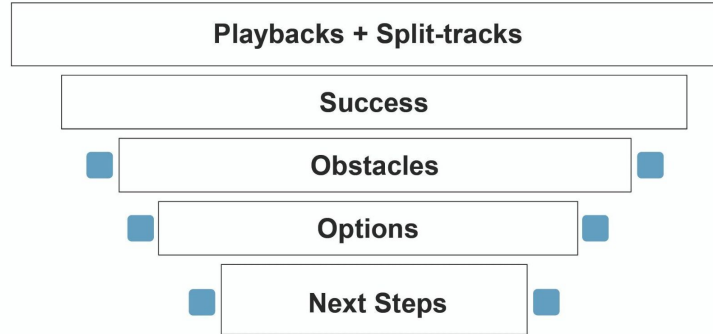 Playbacks + Split-tracks
Success
Obstacles
Options
Next Steps